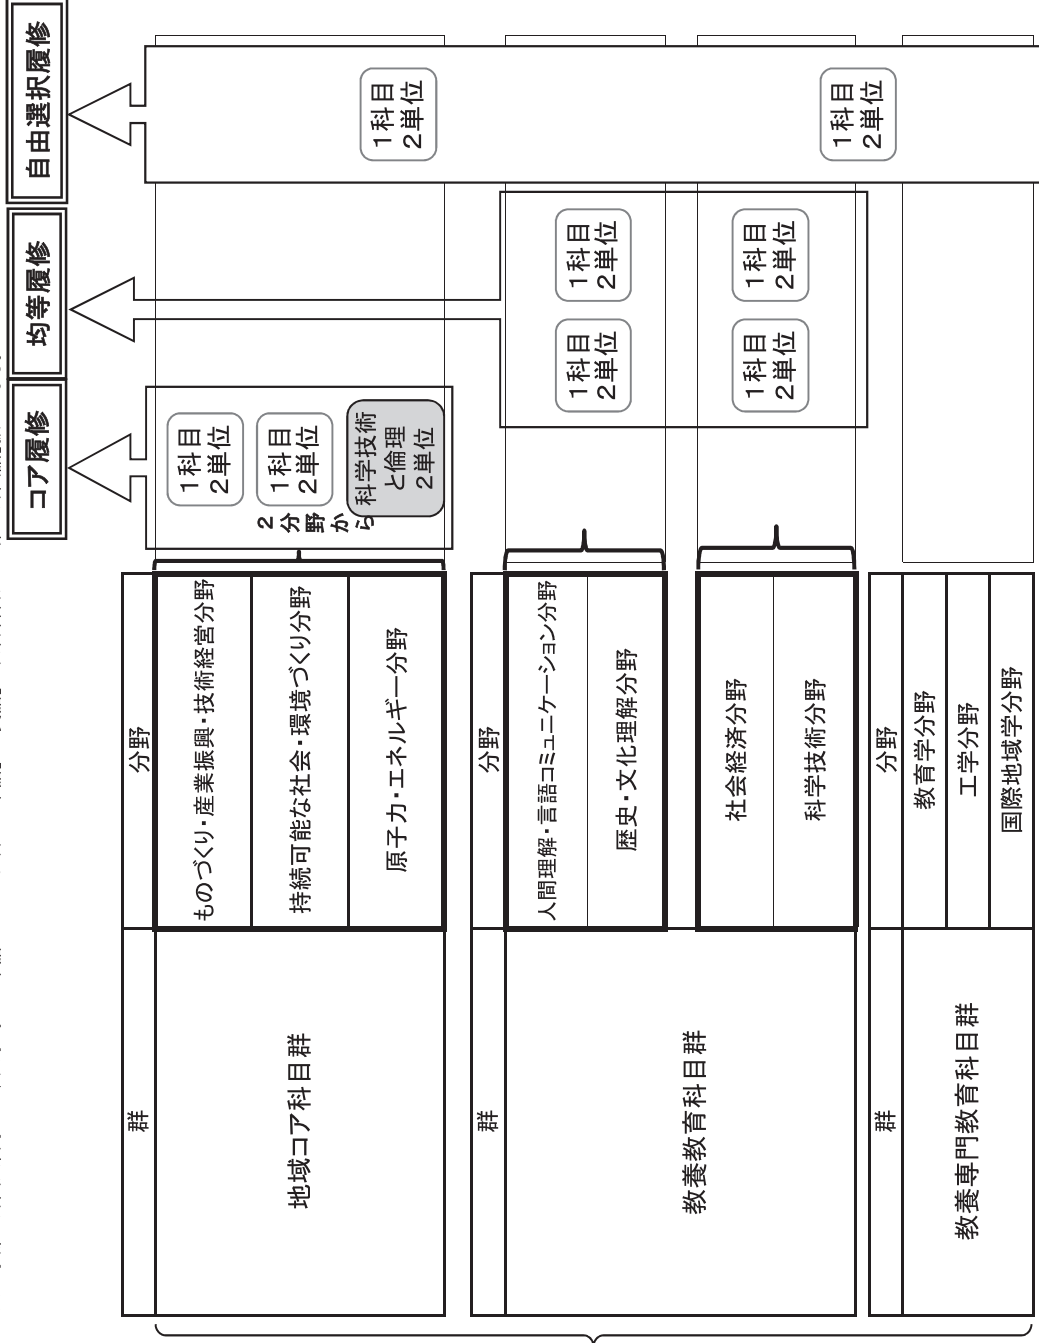 群
分野
コア履修
均等履修
自由選択履修
地域コア科目群
ものづくり・産業振興・技術経営分野
持続可能な社会・環境づくり分野
原子力・エネルギー分野
2分野から
1科目
2単位
1科目
2単位
科学技術
と倫理
2単位
1科目
2単位
群
分野
教養教育科目群
人間理解・言語コミュニケーション分野
歴史・文化理解分野
1科目
2単位
1科目
2単位
社会経済分野
科学技術分野
1科目
2単位
1科目
2単位
1科目
2単位
群
分野
教養専門教育科目群
教育学分野
工学分野
国際地域学分野